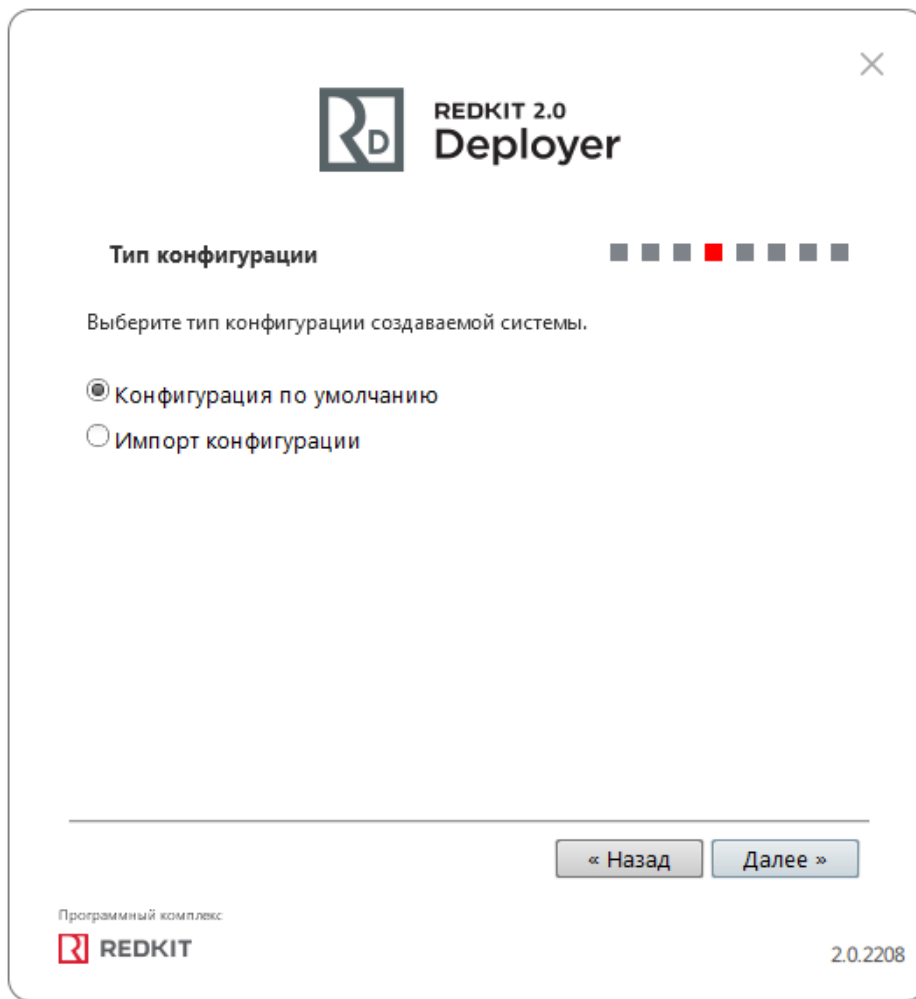 REDKIT 2.0
Deployer
Тип конфигурации
Выберите тип конфигурации создаваемой системы.
Конфигурация по умолчанию
Импорт конфигурации
« Назад
Далее »
Программный комплекс
REDKIT
2.0.2208